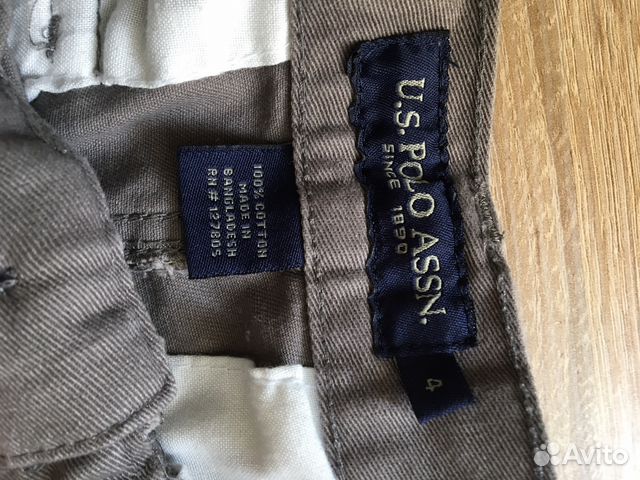 U.S. POLO ASSN.
SINCE 1890
4
100% COTTON
MADE IN
BANGLADESH
RN# 127805
Avito